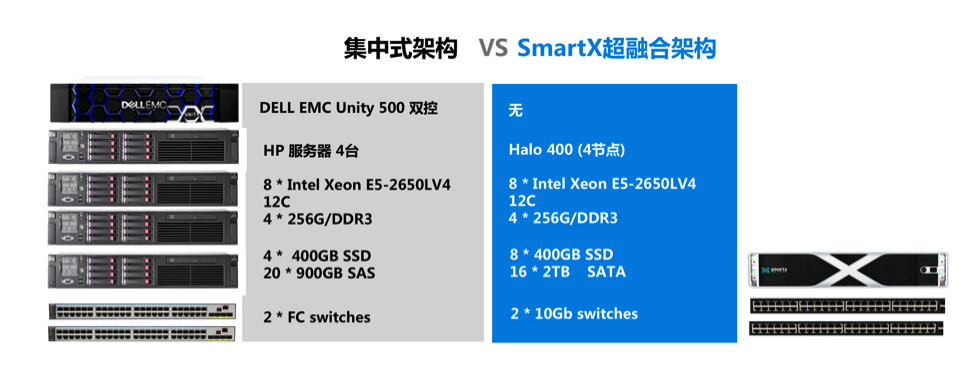 集中式架构 VS SmartX超融合架构
DELLEMC
UNITY
DELL EMC Unity 500 双控
无
HP 服务器 4台
Halo 400 (4节点)
8 * Intel Xeon E5-2650LV4
12C
4 * 256G/DDR3
8 * Intel Xeon E5-2650LV4
12C
4 * 256G/DDR3
4 * 400GB SSD
20 * 900GB SAS
8 * 400GB SSD
16 * 2TB SATA
smartx
2 * FC switches
2 * 10Gb switches